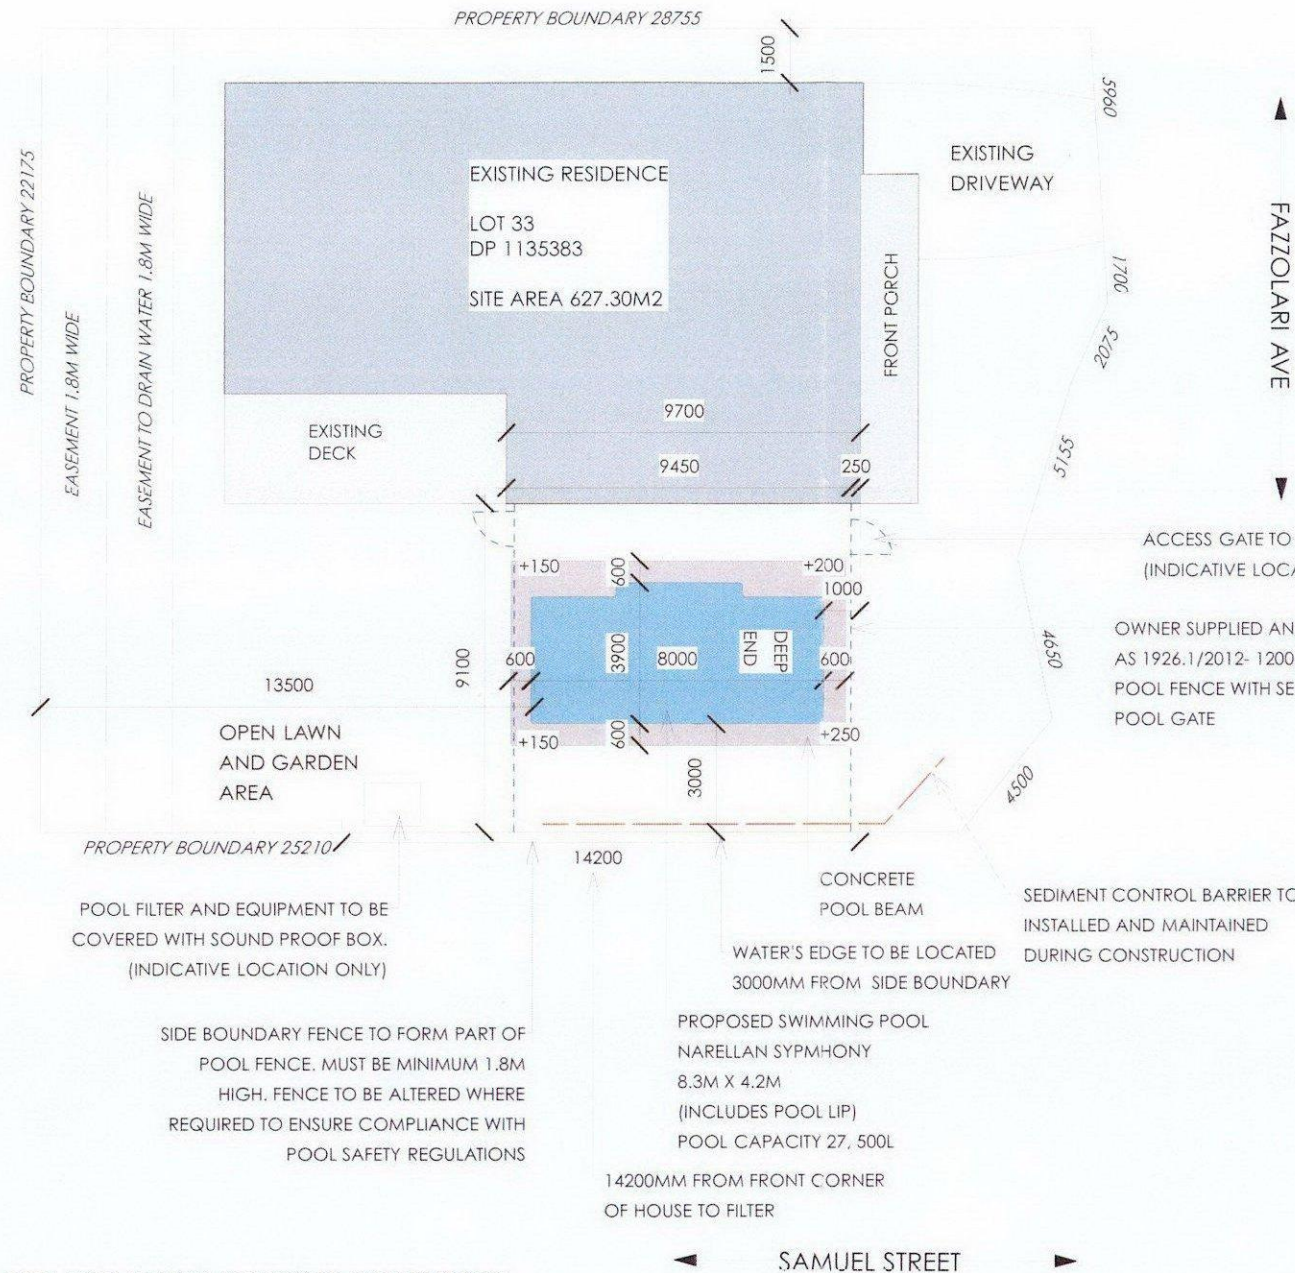 PROPERTY BOUNDARY 28755
1500
5960
PROPERTY BOUNDARY 22175
EASEMENT 1.8M WIDE
EASEMENT TO DRAIN WATER 1.8M WIDE
EXISTING RESIDENCE
LOT 33
DP 1135383
SITE AREA 627.30M2
EXISTING
DRIVEWAY
FRONT PORCH
FAZZOLARI AVE
1700
2075
5155
EXISTING
DECK
9700
9450
250
ACCESS GATE TO
(INDICATIVE LOCA
+150
600
+200
1000
OWNER SUPPLIED AN
AS 1926.1/2012- 1200
POOL FENCE WITH SE
POOL GATE
4650
9100
600
3900
8000
DEEP
END
600
13500
+150
600
+250
OPEN LAWN
AND GARDEN
AREA
3000
4500
PROPERTY BOUNDARY 25210
14200
CONCRETE
POOL BEAM
SEDIMENT CONTROL BARRIER TO
INSTALLED AND MAINTAINED
DURING CONSTRUCTION
POOL FILTER AND EQUIPMENT TO BE
COVERED WITH SOUND PROOF BOX.
(INDICATIVE LOCATION ONLY)
WATER'S EDGE TO BE LOCATED
3000MM FROM SIDE BOUNDARY
SIDE BOUNDARY FENCE TO FORM PART OF
POOL FENCE. MUST BE MINIMUM 1.8M
HIGH. FENCE TO BE ALTERED WHERE
REQUIRED TO ENSURE COMPLIANCE WITH
POOL SAFETY REGULATIONS
PROPOSED SWIMMING POOL
NARELLAN SYPMHONY
8.3M X 4.2M
(INCLUDES POOL LIP)
POOL CAPACITY 27, 500L
14200MM FROM FRONT CORNER
OF HOUSE TO FILTER
SAMUEL STREET